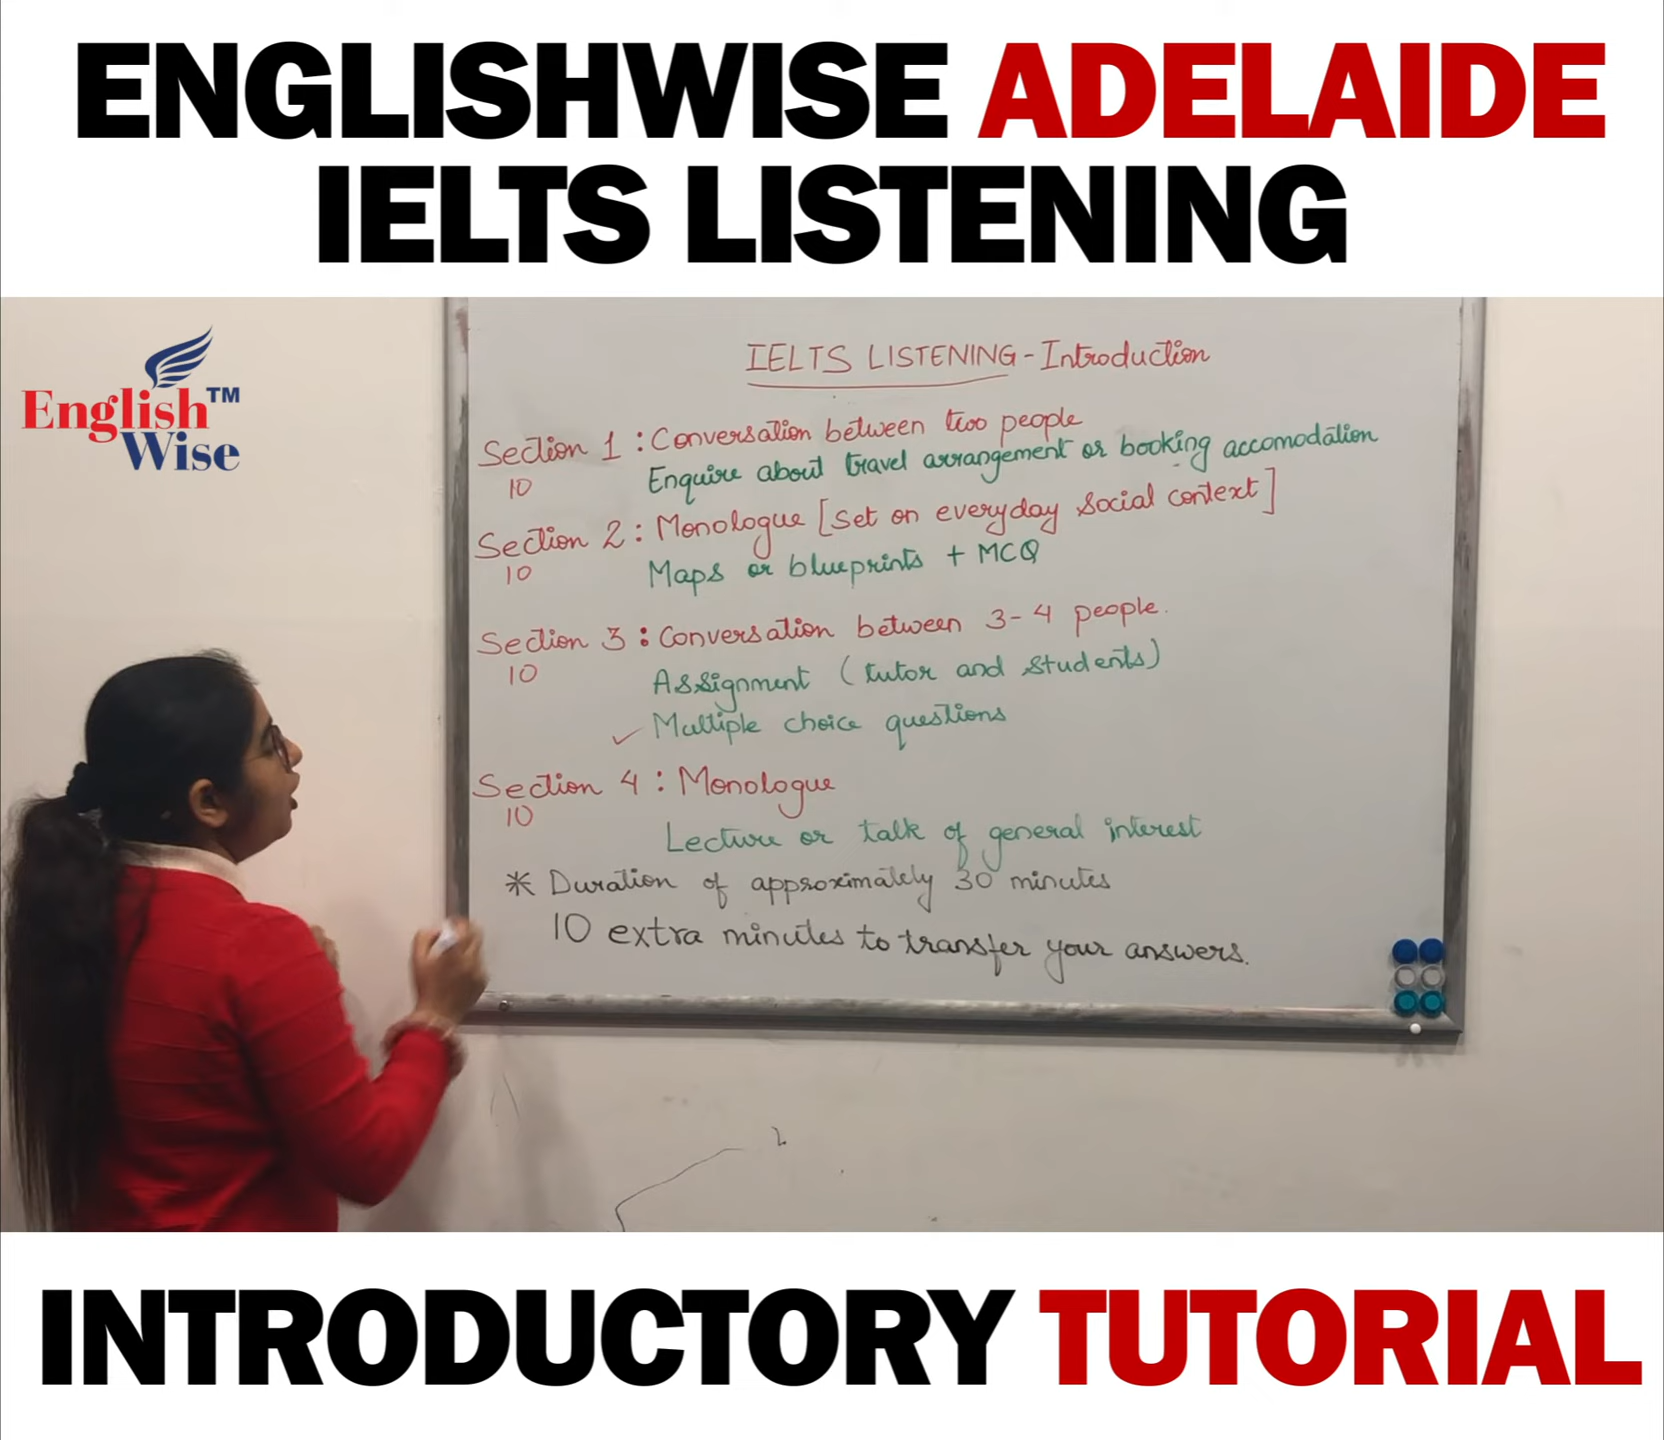 ENGLISHWISE ADELAIDE
IELTS LISTENING
English™
Wise
IELTS LISTENING - Introduction
Section 1 : Conversation between two people
10 Enquire about travel arrangement or booking accomodation
Section 2 : Monologue [Set on everyday social context]
10 Maps or blueprints + MCQ
Section 3 : Conversation between 3-4 people.
10 Assignment (tutor and students)
✓ Multiple choice questions
Section 4 : Monologue
10 Lecture or talk of general interest
* Duration of approximately 30 minutes
10 extra minutes to transfer your answers.
INTRODUCTORY TUTORIAL